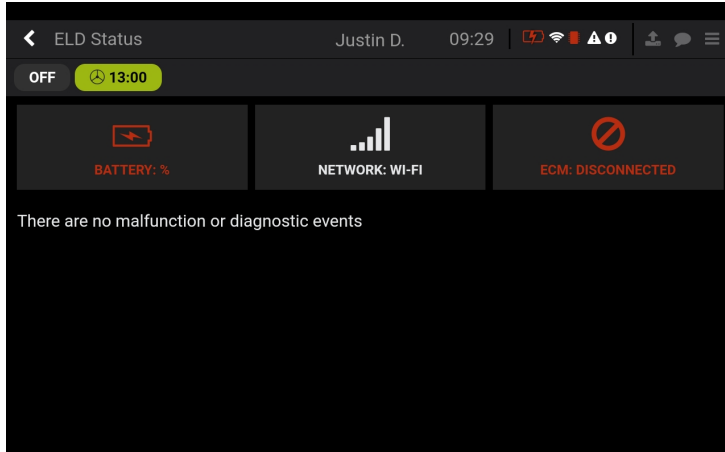 ELD Status
Justin D.
09:29
OFF
13:00
BATTERY: %
NETWORK: WI-FI
ECM: DISCONNECTED
There are no malfunction or diagnostic events